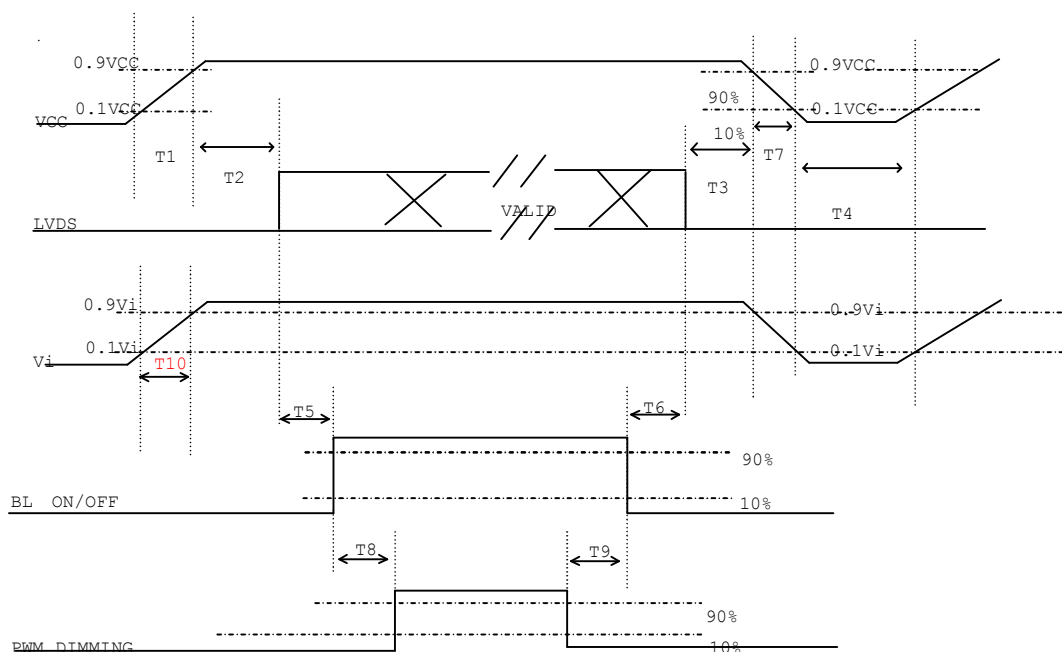 0.9VCC
0.9VCC
90%
0.1VCC
0.1VCC
VCC
10%
T1
T7
T2
T3
VALID
T4
LVDS
0.9Vi
0.9Vi
0.1Vi
0.1Vi
Vi
T10
T5
T6
90%
BL ON/OFF
10%
T8
T9
90%
PWM DIMMING
10%